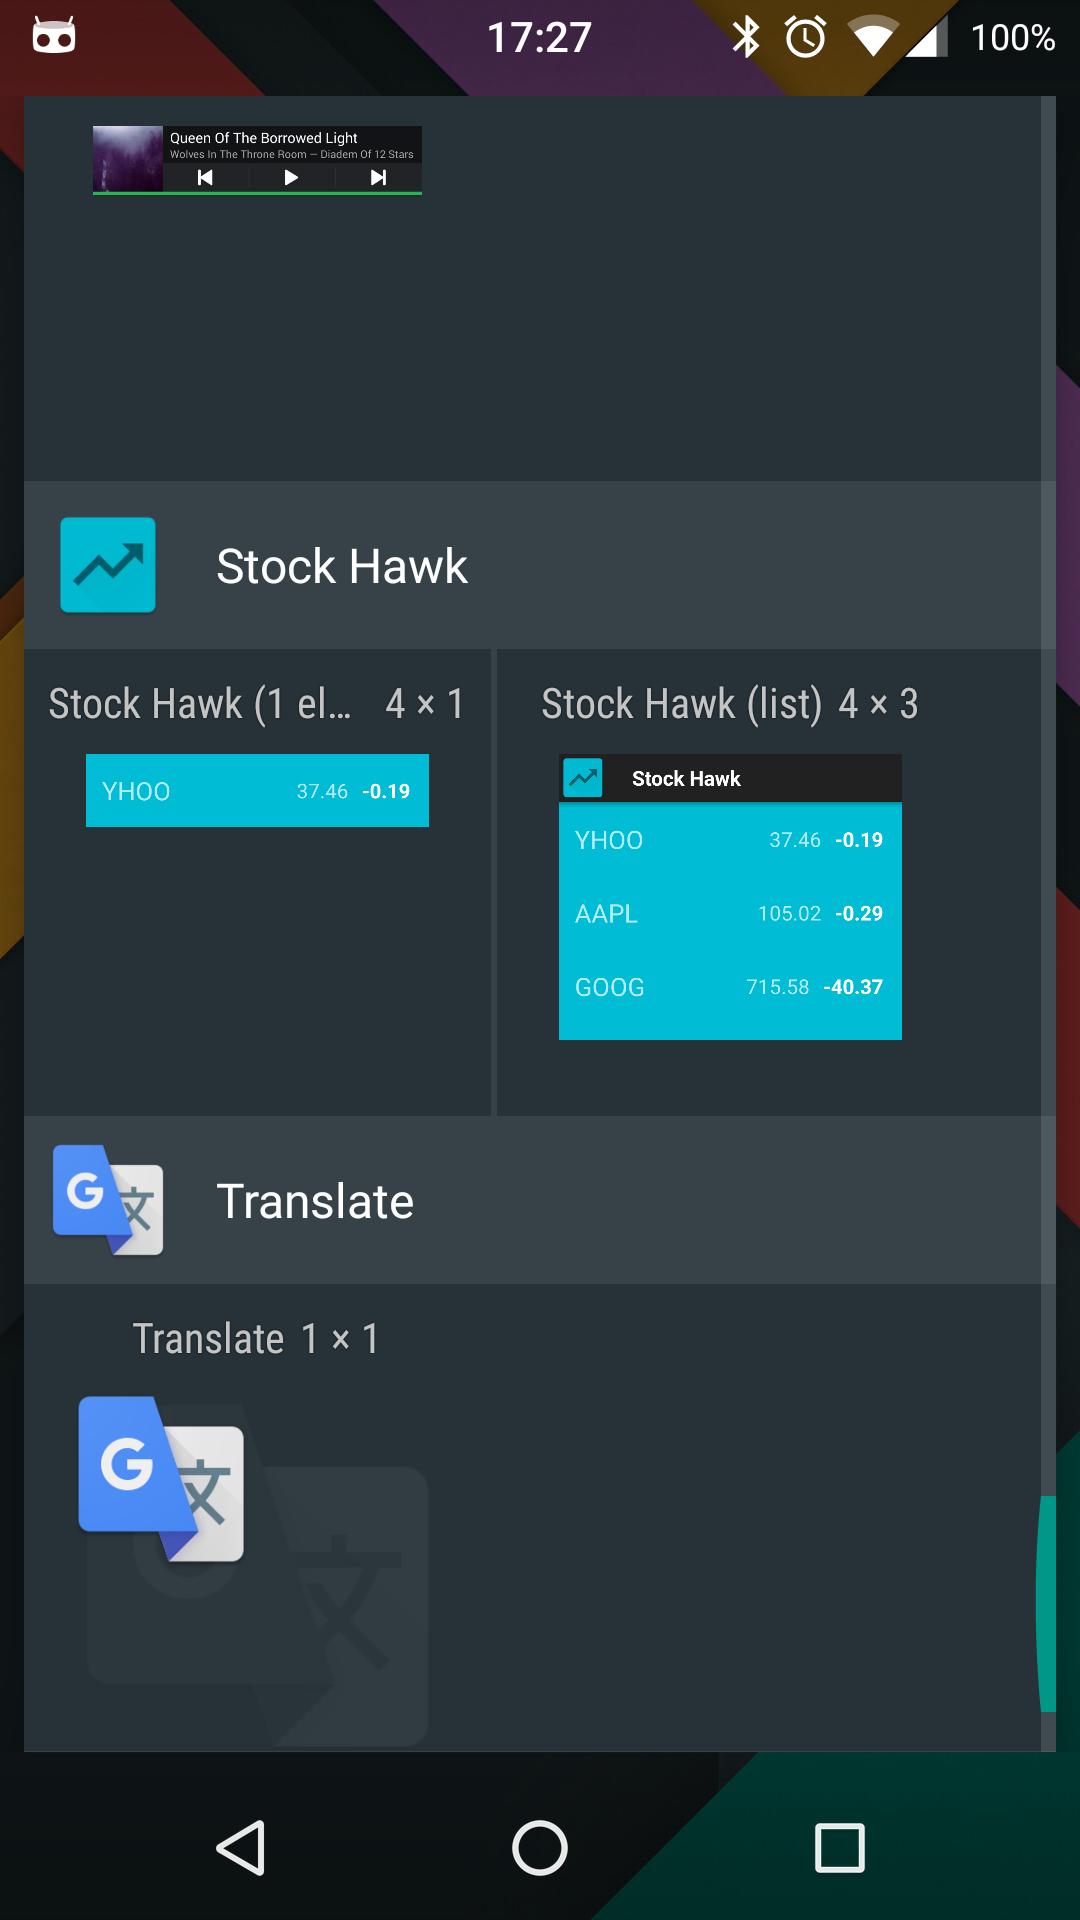 17:27 100%
Queen Of The Borrowed Light
Wolves In The Throne Room — Diadem Of 12 Stars
Stock Hawk
Stock Hawk (1 el... 4 × 1
YHOO 37.46 -0.19
Stock Hawk (list) 4 × 3
Stock Hawk
YHOO 37.46 -0.19
AAPL 105.02 -0.29
GOOG 715.58 -40.37
G 文
Translate
Translate 1 × 1
G 文